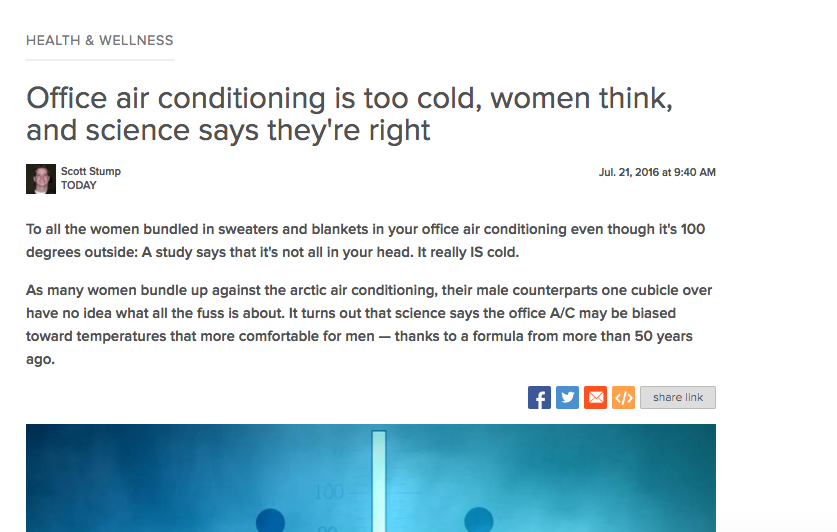 HEALTH & WELLNESS
Office air conditioning is too cold, women think,
and science says they're right
Scott Stump
TODAY
Jul. 21, 2016 at 9:40 AM
To all the women bundled in sweaters and blankets in your office air conditioning even though it's 100
degrees outside: A study says that it's not all in your head. It really IS cold.
As many women bundle up against the arctic air conditioning, their male counterparts one cubicle over
have no idea what all the fuss is about. It turns out that science says the office A/C may be biased
toward temperatures that more comfortable for men — thanks to a formula from more than 50 years
ago.
share link
100
90